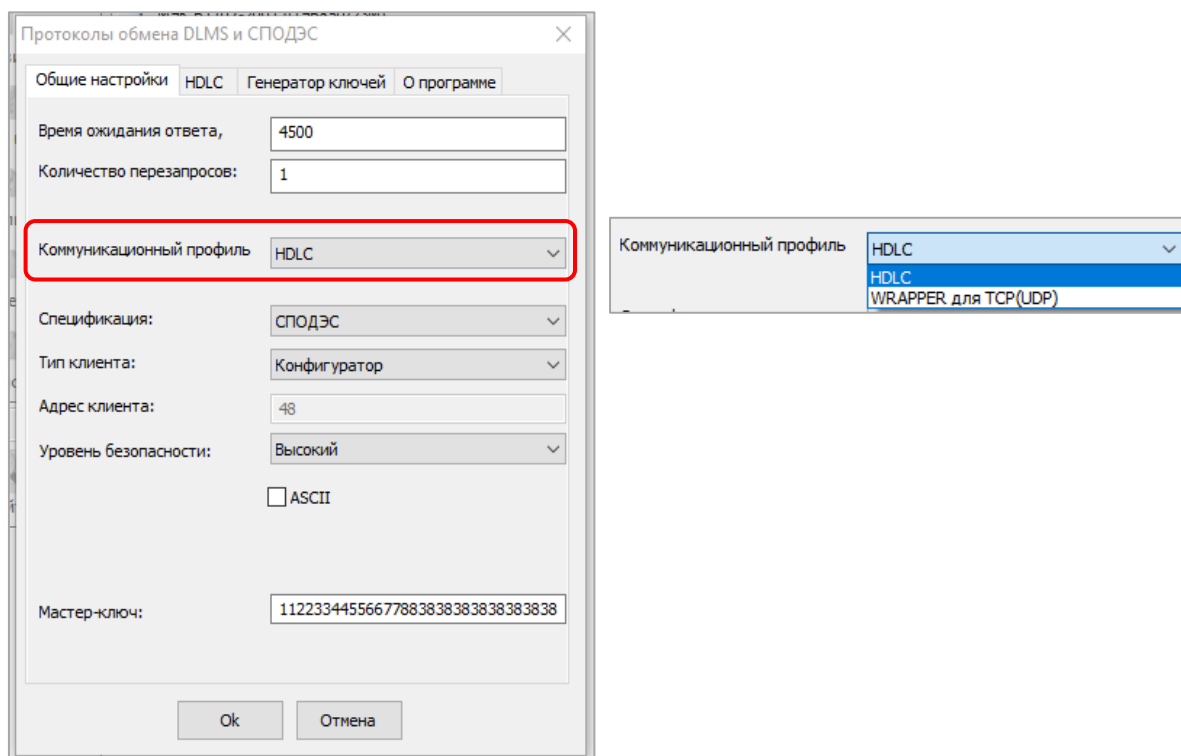 Протоколы обмена DLMS и СПОДЭС
Общие настройки HDLC Генератор ключей О программе
Время ожидания ответа, 4500
Количество перезапросов: 1
Коммуникационный профиль HDLC
Спецификация: СПОДЭС
Тип клиента: Конфигуратор
Адрес клиента: 48
Уровень безопасности: Высокий
ASCII
Мастер-ключ: 11223344556677883838383838383838
Ok Отмена
Коммуникационный профиль HDLC
HDLC
WRAPPER для TCP(UDP)